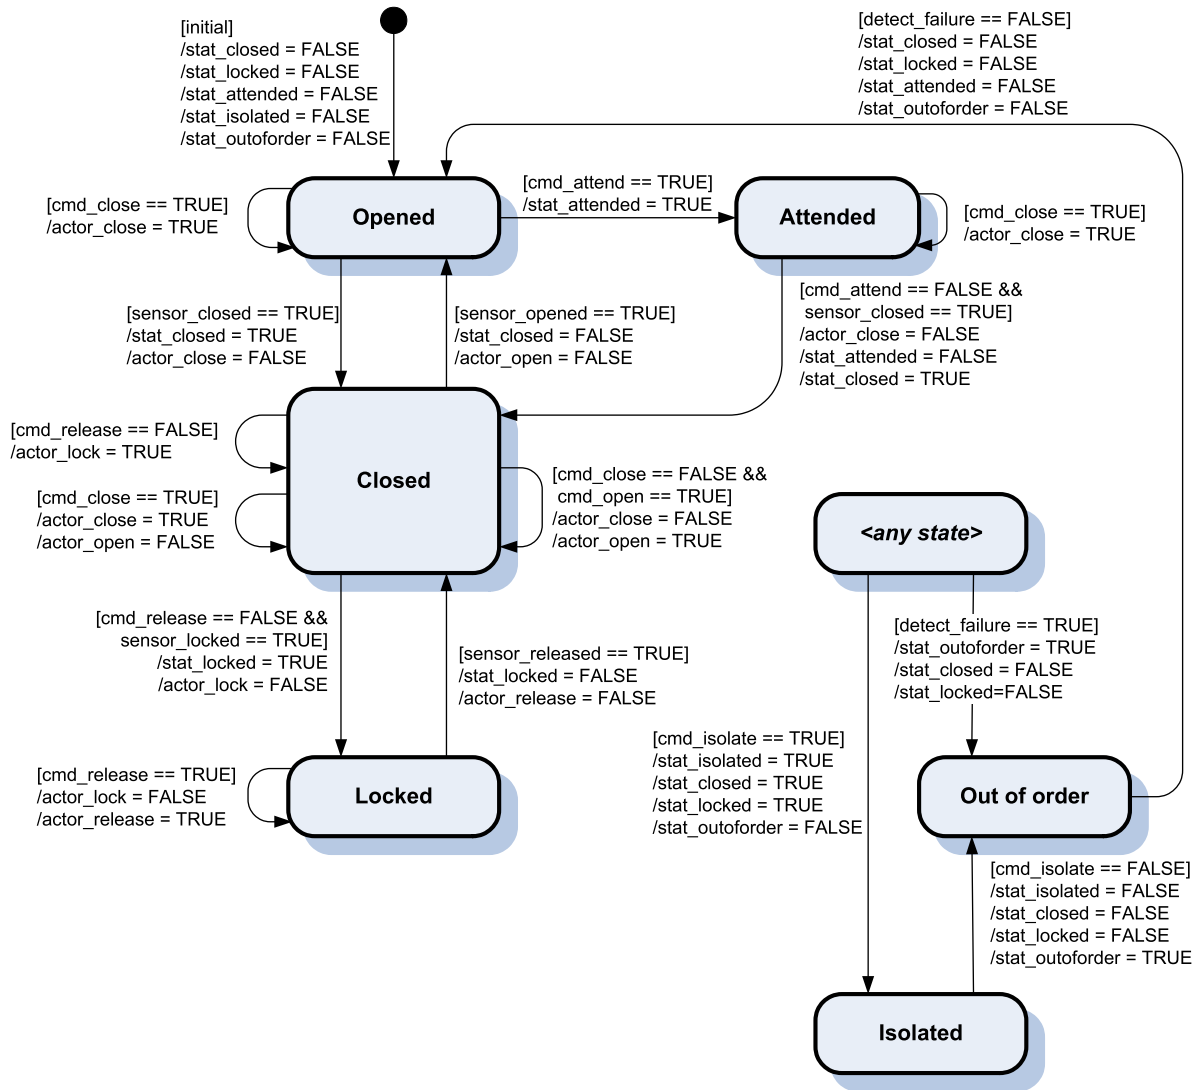 [initial]
/stat_closed = FALSE
/stat_locked = FALSE
/stat_attended = FALSE
/stat_isolated = FALSE
/stat_outoforder = FALSE
[detect_failure == FALSE]
/stat_closed = FALSE
/stat_locked = FALSE
/stat_attended = FALSE
/stat_outoforder = FALSE
[cmd_close == TRUE]
/actor_close = TRUE
Opened
[cmd_attend == TRUE]
/stat_attended = TRUE
Attended
[cmd_close == TRUE]
/actor_close = TRUE
[sensor_closed == TRUE]
/stat_closed = TRUE
/actor_close = FALSE
[sensor_opened == TRUE]
/stat_closed = FALSE
/actor_open = FALSE
[cmd_attend == FALSE &&
sensor_closed == TRUE]
/actor_close = FALSE
/stat_attended = FALSE
/stat_closed = TRUE
[cmd_release == FALSE]
/actor_lock = TRUE
[cmd_close == TRUE]
/actor_close = TRUE
/actor_open = FALSE
Closed
[cmd_close == FALSE &&
cmd_open == TRUE]
/actor_close = FALSE
/actor_open = TRUE
<any state>
[cmd_release == FALSE &&
sensor_locked == TRUE]
/stat_locked = TRUE
/actor_lock = FALSE
[sensor_released == TRUE]
/stat_locked = FALSE
/actor_release = FALSE
[detect_failure == TRUE]
/stat_outoforder = TRUE
/stat_closed = FALSE
/stat_locked=FALSE
[cmd_isolate == TRUE]
/stat_isolated = TRUE
/stat_closed = TRUE
/stat_locked = TRUE
/stat_outoforder = FALSE
[cmd_release == TRUE]
/actor_lock = FALSE
/actor_release = TRUE
Locked
Out of order
[cmd_isolate == FALSE]
/stat_isolated = FALSE
/stat_closed = FALSE
/stat_locked = FALSE
/stat_outoforder = TRUE
Isolated